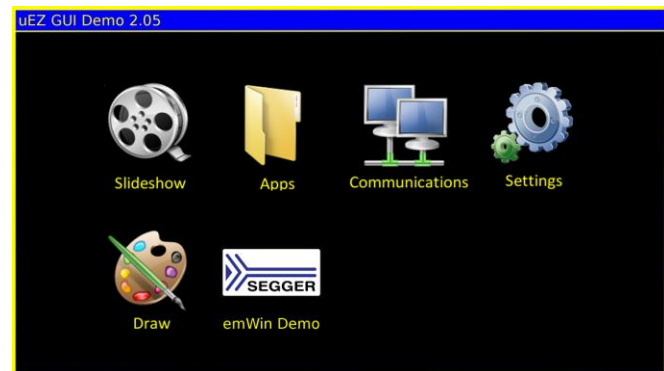 uEZ GUI Demo 2.05
Slideshow Apps Communications Settings
SEGGER
Draw emWin Demo